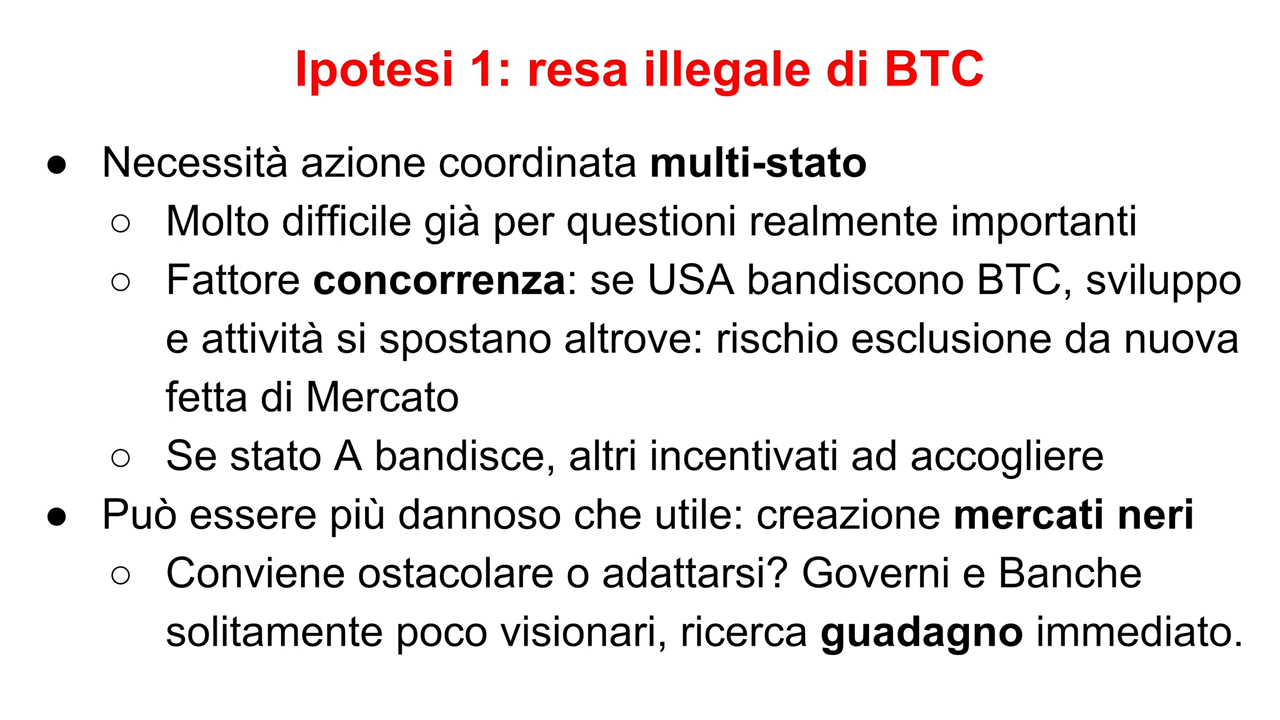 Ipotesi 1: resa illegale di BTC
● Necessità azione coordinata multi-stato
○ Molto difficile già per questioni realmente importanti
○ Fattore concorrenza: se USA bandiscono BTC, sviluppo
e attività si spostano altrove: rischio esclusione da nuova
fetta di Mercato
○ Se stato A bandisce, altri incentivati ad accogliere
● Può essere più dannoso che utile: creazione mercati neri
○ Conviene ostacolare o adattarsi? Governi e Banche
solitamente poco visionari, ricerca guadagno immediato.